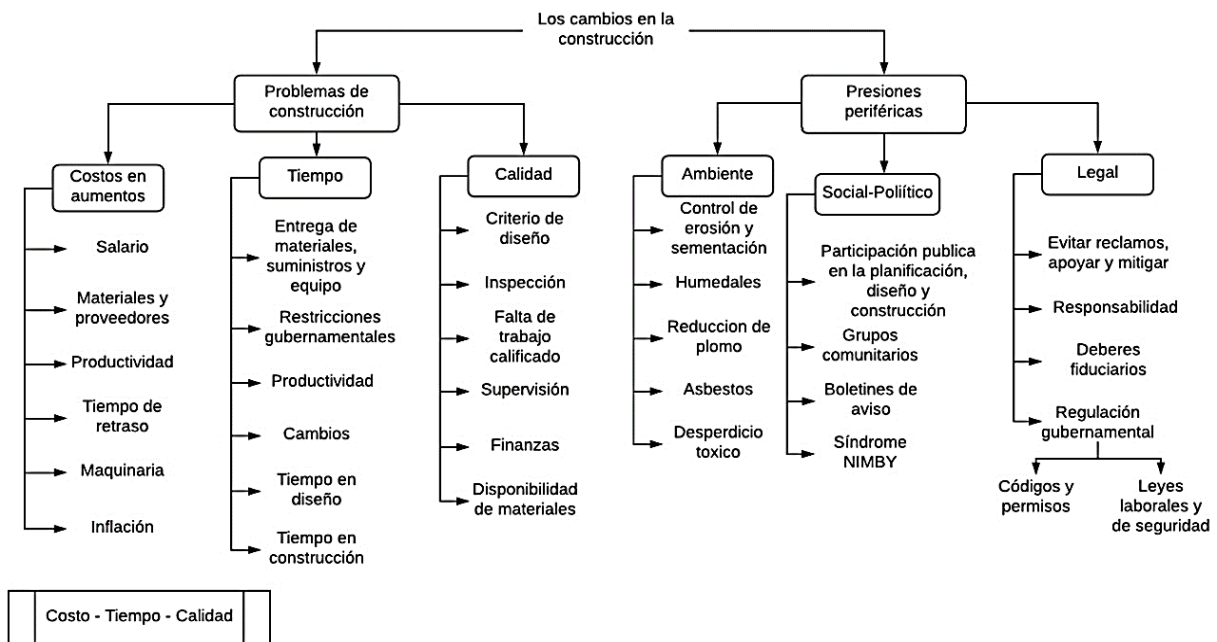 Los cambios en la
construcción
Problemas de
construcción
Presiones
periféricas
Costos en
aumentos
Salario
Materiales y
proveedores
Productividad
Tiempo de
retraso
Maquinaria
Inflación
Tiempo
Entrega de
materiales,
suministros y
equipo
Restricciones
gubernamentales
Productividad
Cambios
Tiempo en
diseño
Tiempo en
construcción
Calidad
Criterio de
diseño
Inspección
Falta de
trabajo
calificado
Supervisión
Finanzas
Disponibilidad
de materiales
Ambiente
Control de
erosión y
sementación
Humedales
Reduccion de
plomo
Asbestos
Desperdicio
toxico
Social-Poliítico
Participación publica
en la planificación,
diseño y
construcción
Grupos
comunitarios
Boletines de
aviso
Síndrome
NIMBY
Legal
Evitar reclamos,
apoyar y mitigar
Responsabilidad
Deberes
fiduciarios
Regulación
gubernamental
Códigos y
permisos
Leyes
laborales y
de seguridad
Costo - Tiempo - Calidad